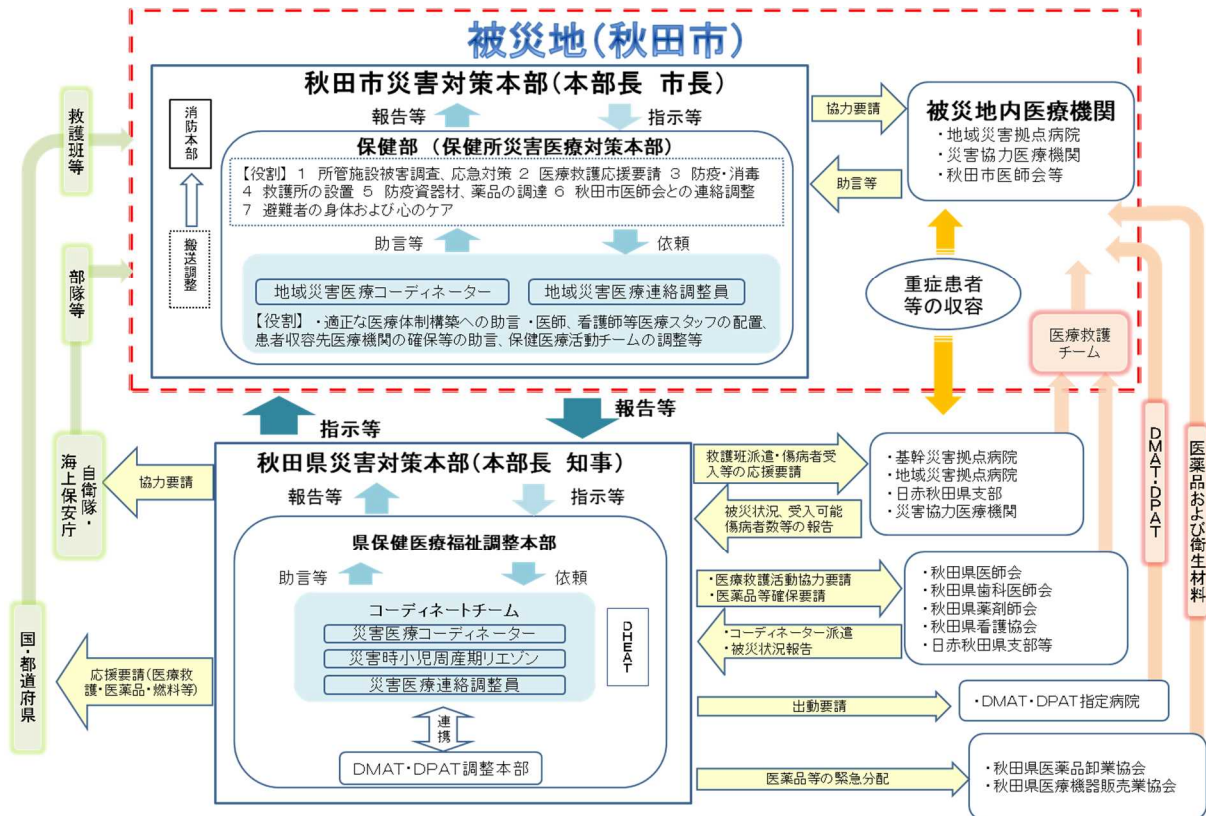 被災地(秋田市)
秋田市災害対策本部(本部長 市長)
報告等
指示等
消防本部
搬送調整
保健部 (保健所災害医療対策本部)
【役割】 1 所管施設被害調査、応急対策 2 医療救護応援要請 3 防疫・消毒
4 救護所の設置 5 防疫資器材、薬品の調達 6 秋田市医師会との連絡調整
7 避難者の身体および心のケア
助言等
依頼
地域災害医療コーディネーター
地域災害医療連絡調整員
【役割】 ・適正な医療体制構築への助言 ・医師、看護師等医療スタッフの配置、
患者収容先医療機関の確保等の助言、保健医療活動チームの調整等
協力要請
助言等
被災地内医療機関
・地域災害拠点病院
・災害協力医療機関
・秋田市医師会等
重症患者
等の収容
医療救護
チーム
DMAT・DPAT
医薬品および衛生材料
救護班等
部隊等
自衛隊・
海上保安庁
国・都道府県
指示等
報告等
秋田県災害対策本部(本部長 知事)
報告等
指示等
県保健医療福祉調整本部
助言等
依頼
コーディネートチーム
災害医療コーディネーター
災害時小児周産期リエゾン
災害医療連絡調整員
DHEAT
連携
DMAT・DPAT調整本部
協力要請
応援要請(医療救
護・医薬品・燃料等)
救護班派遣・傷病者受
入等の応援要請
被災状況、受入可能
傷病者数等の報告
・基幹災害拠点病院
・地域災害拠点病院
・日赤秋田県支部
・災害協力医療機関
・医療救護活動協力要請
・医薬品等確保要請
・コーディネーター派遣
・被災状況報告
・秋田県医師会
・秋田県歯科医師会
・秋田県薬剤師会
・秋田県看護協会
・日赤秋田県支部等
出動要請
・DMAT・DPAT指定病院
医薬品等の緊急分配
・秋田県医薬品卸業協会
・秋田県医療機器販売業協会